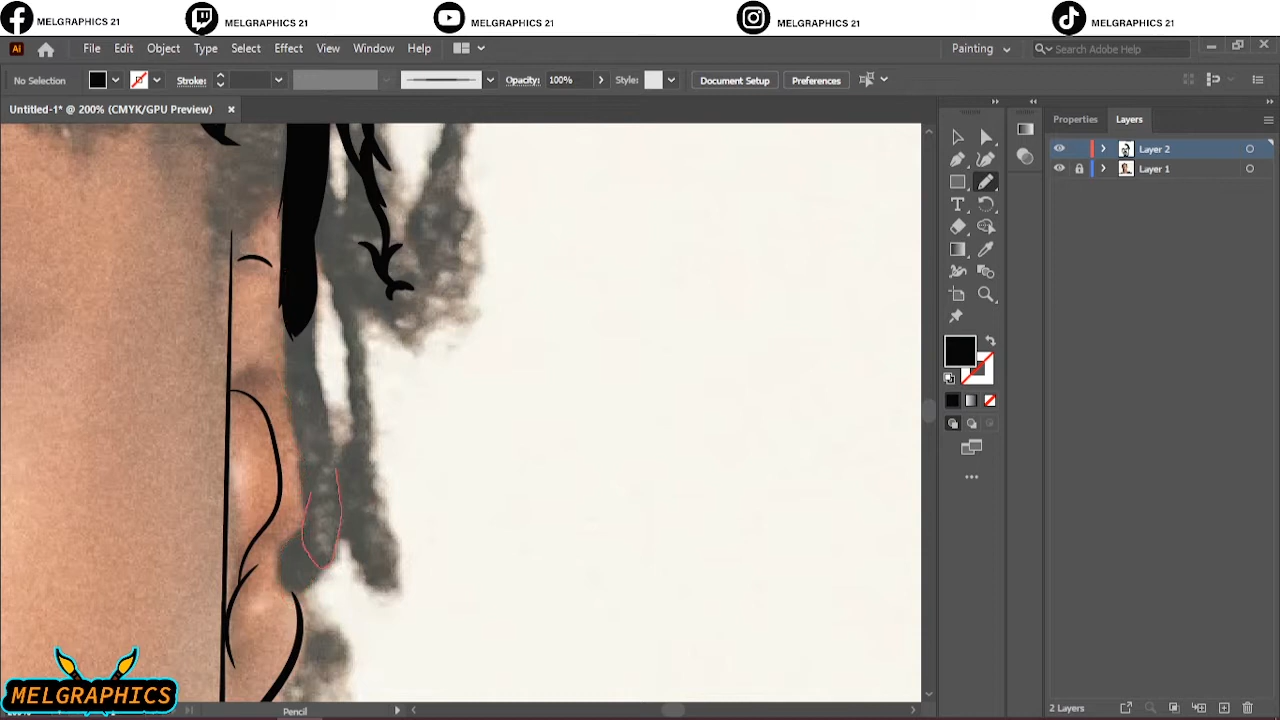 MELGRAPHICS 21 MELGRAPHICS 21 MELGRAPHICS 21 MELGRAPHICS 21 MELGRAPHICS 21
Ai File Edit Object Type Select Effect View Window Help Painting Search Adobe Help
No Selection Stroke: Opacity: 100% Style: Document Setup Preferences
Untitled-1* @ 200% (CMYK/GPU Preview)
Properties Layers
Layer 2
Layer 1
MELGRAPHICS
Pencil
2 Layers